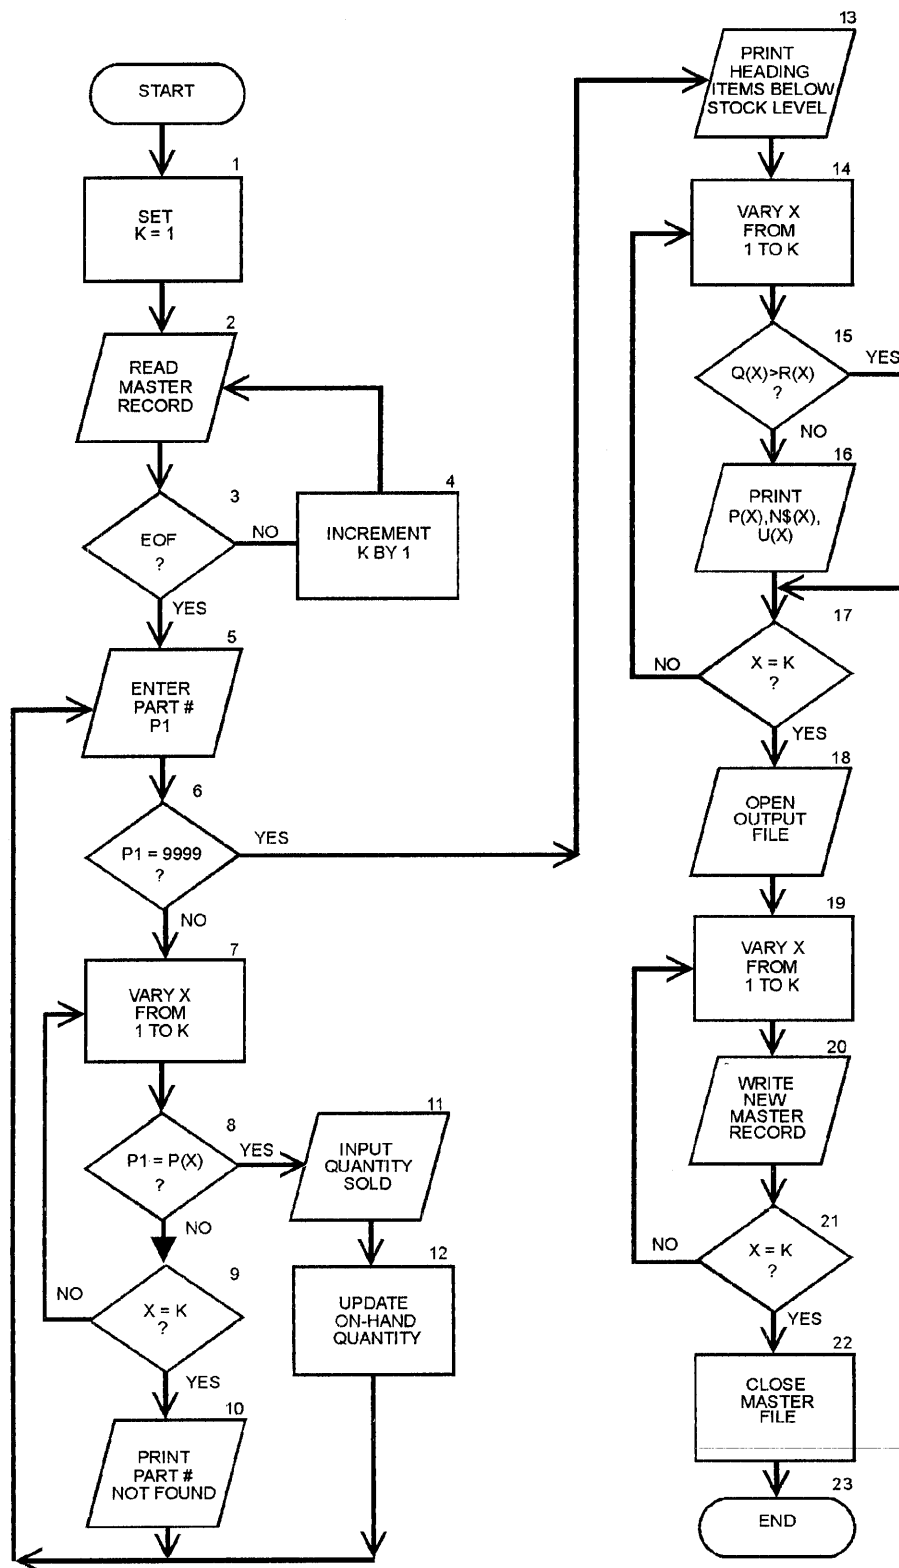 START
1
SET
K = 1
2
READ
MASTER
RECORD
3
EOF
?
NO
4
INCREMENT
K BY 1
YES
5
ENTER
PART #
P1
6
P1 = 9999
?
YES
NO
7
VARY X
FROM
1 TO K
8
P1 = P(X)
?
YES
11
INPUT
QUANTITY
SOLD
NO
9
X = K
?
NO
12
UPDATE
ON-HAND
QUANTITY
YES
10
PRINT
PART #
NOT FOUND
13
PRINT
HEADING
ITEMS BELOW
STOCK LEVEL
14
VARY X
FROM
1 TO K
15
Q(X)>R(X)
?
YES
NO
16
PRINT
P(X),N$(X),
U(X)
17
X = K
?
NO
YES
18
OPEN
OUTPUT
FILE
19
VARY X
FROM
1 TO K
20
WRITE
NEW
MASTER
RECORD
21
X = K
?
NO
YES
22
CLOSE
MASTER
FILE
23
END